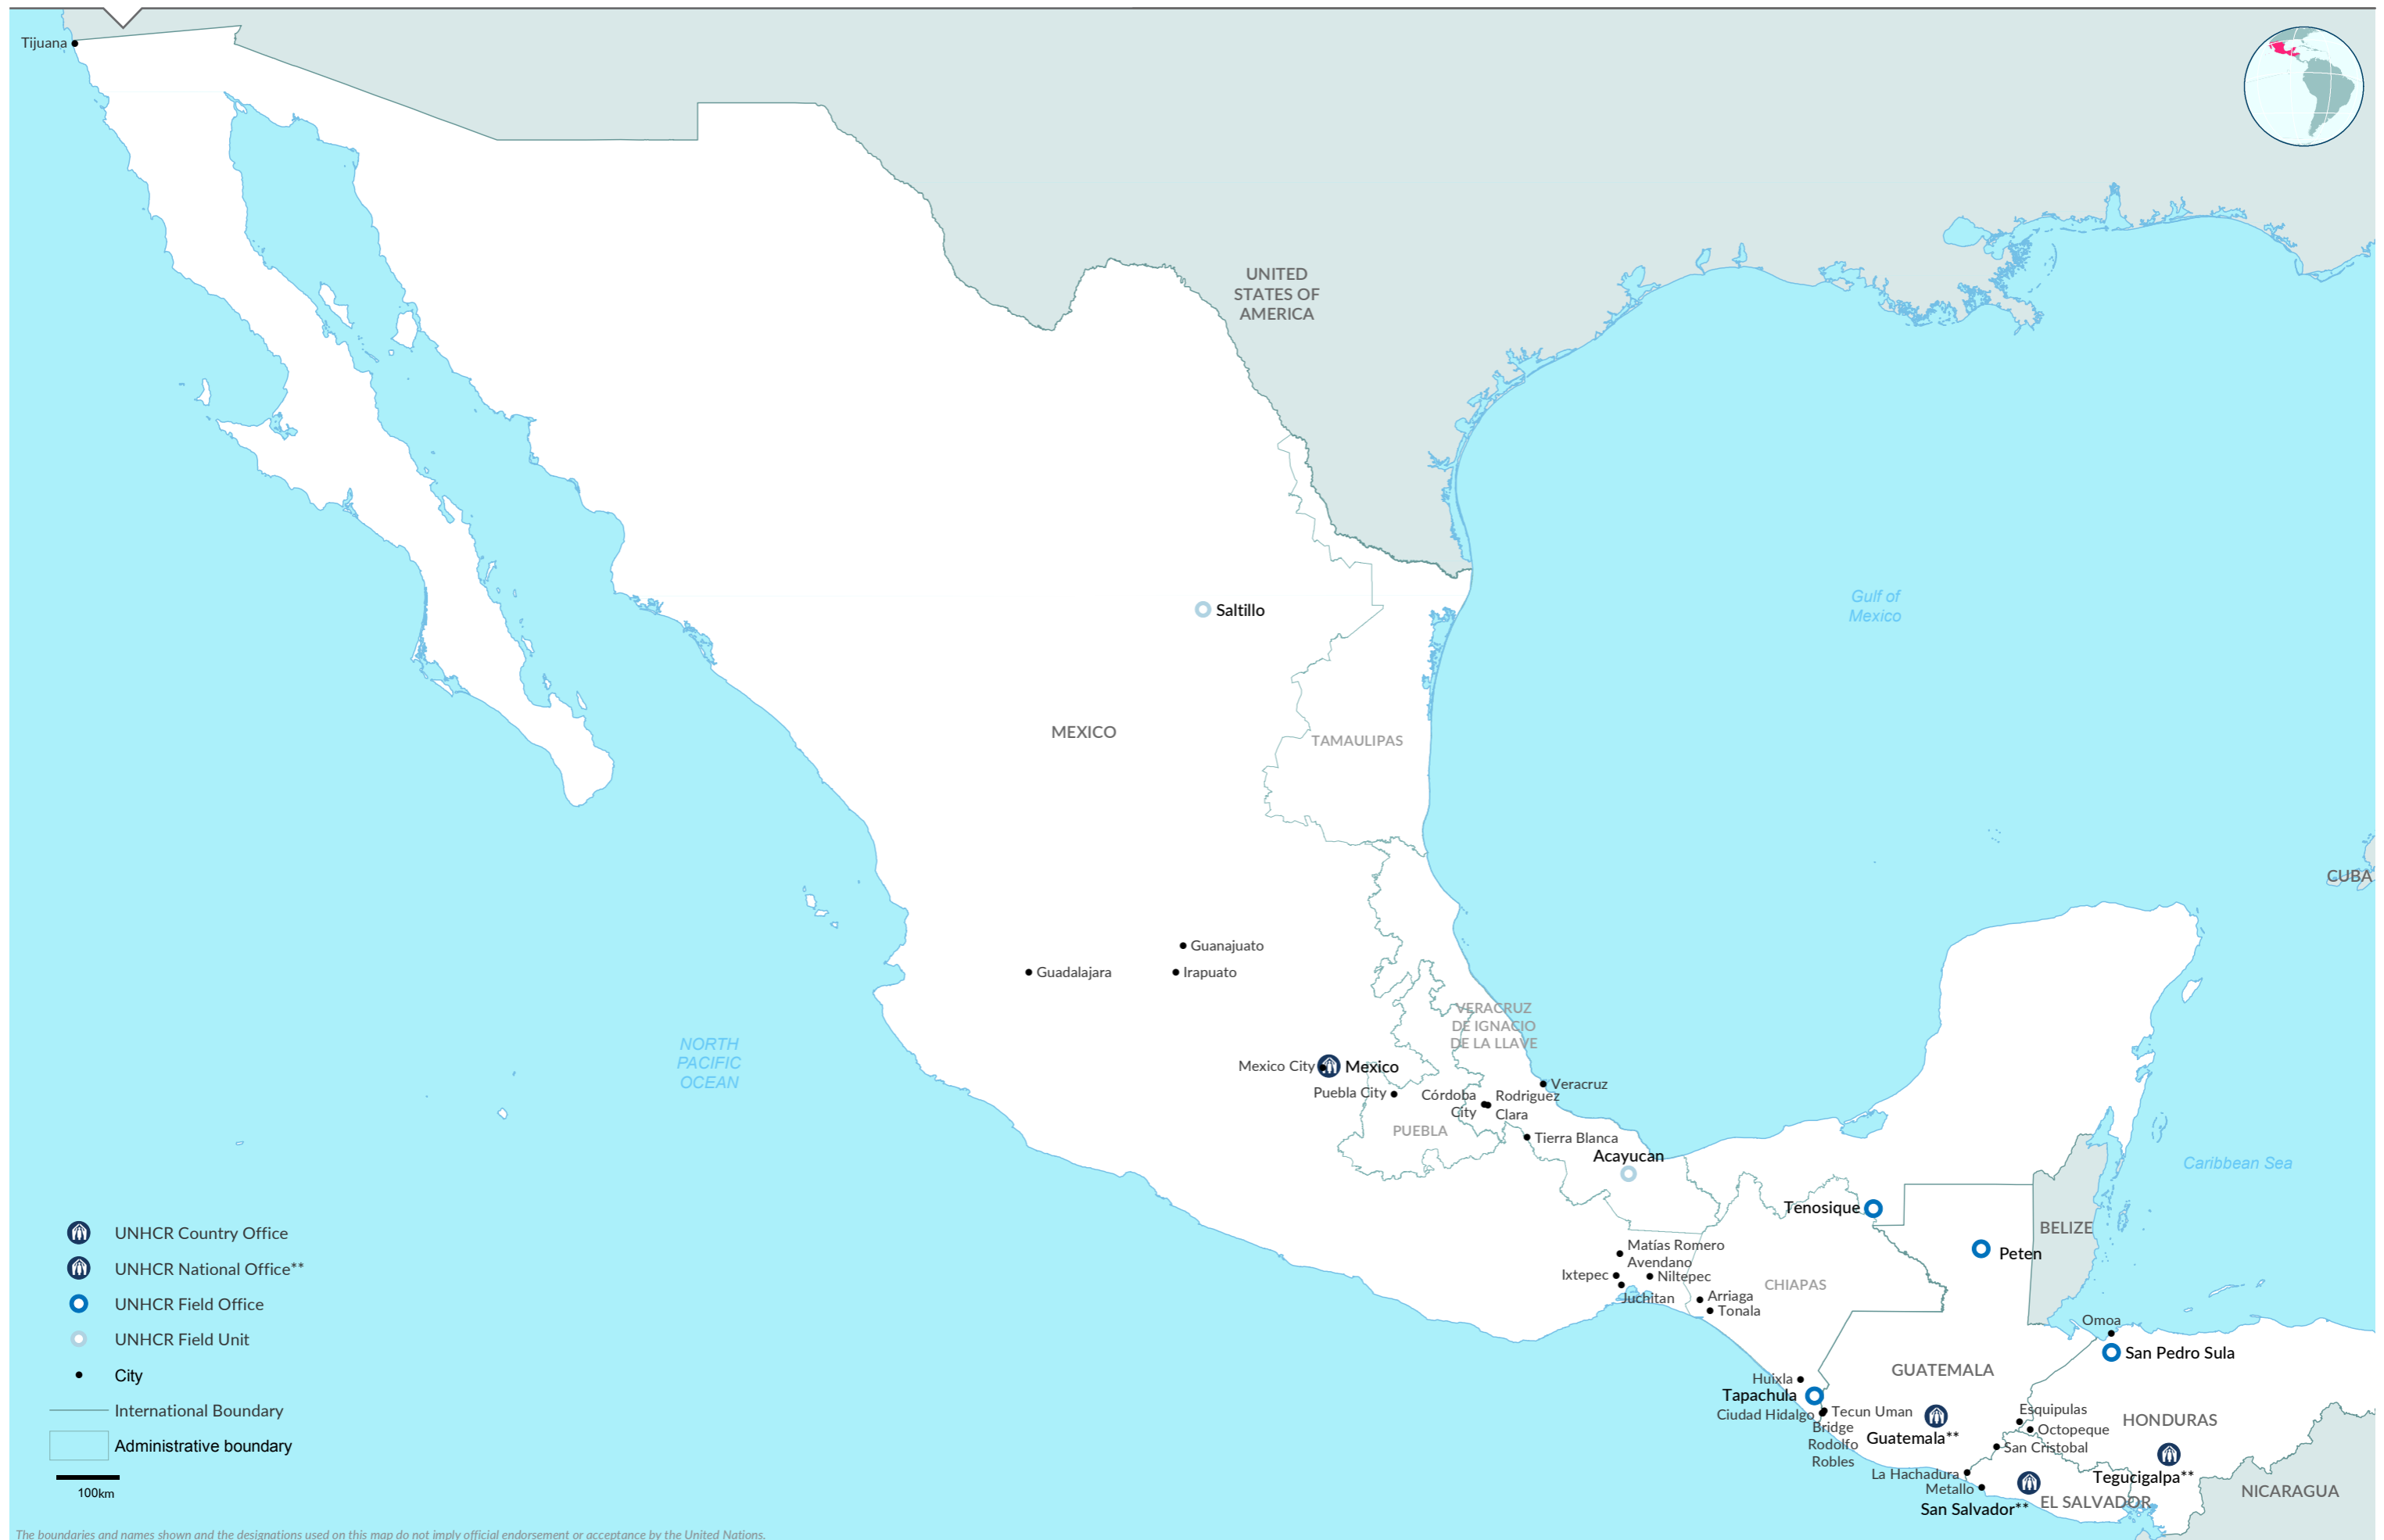 Tijuana
UNITED
STATES OF
AMERICA
Gulf of
Mexico
Saltillo
MEXICO
TAMAULIPAS
CUBA
Guanajuato
Guadalajara
Irapuato
VERACRUZ
DE IGNACIO
DE LA LLAVE
NORTH
PACIFIC
OCEAN
Mexico City
Mexico
Veracruz
Puebla City
Córdoba
City
Rodriguez
Clara
PUEBLA
Tierra Blanca
Acayucan
Caribbean Sea
Tenosique
BELIZE
Peten
Matías Romero
Avendano
Ixtepec
Niltepec
Juchitan
CHIAPAS
Arriaga
Tonala
Omoa
San Pedro Sula
GUATEMALA
Huixla
Tapachula
Ciudad Hidalgo
Tecun Uman
Bridge
Rodolfo
Robles
Guatemala**
Esquipulas
Octopeque
HONDURAS
San Cristobal
La Hachadura
Metallo
Tegucigalpa**
San Salvador**
EL SALVADOR
NICARAGUA
UNHCR Country Office
UNHCR National Office**
UNHCR Field Office
UNHCR Field Unit
City
International Boundary
Administrative boundary
100km
The boundaries and names shown and the designations used on this map do not imply official endorsement or acceptance by the United Nations.